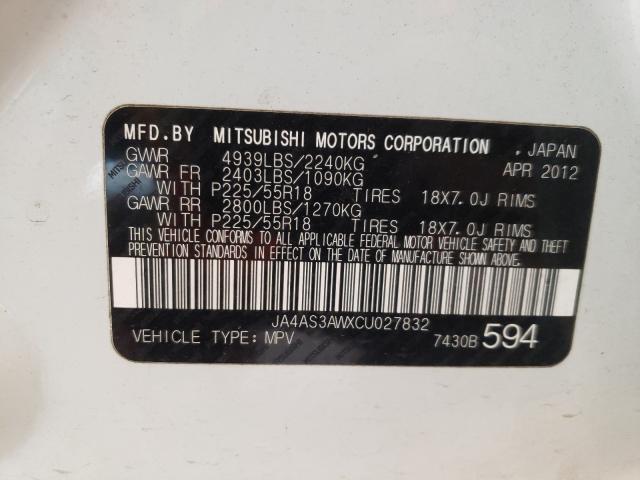 MFD.BY MITSUBISHI MOTORS CORPORATION . JAPAN
GVWR 4939LBS/2240KG APR 2012
GAWR FR 2403LBS/1090KG
WITH P225/55R18 TIRES 18X7.0J RIMS
GAWR RR 2800LBS/1270KG
WITH P225/55R18 TIRES 18X7.0J RIMS
THIS VEHICLE CONFORMS TO ALL APPLICABLE FEDERAL MOTOR VEHICLE SAFETY AND THEFT
PREVENTION STANDARDS IN EFFECT ON THE DATE OF MANUFACTURE SHOWN ABOVE.
JA4AS3AWXCU027832
VEHICLE TYPE: MPV 7430B 594